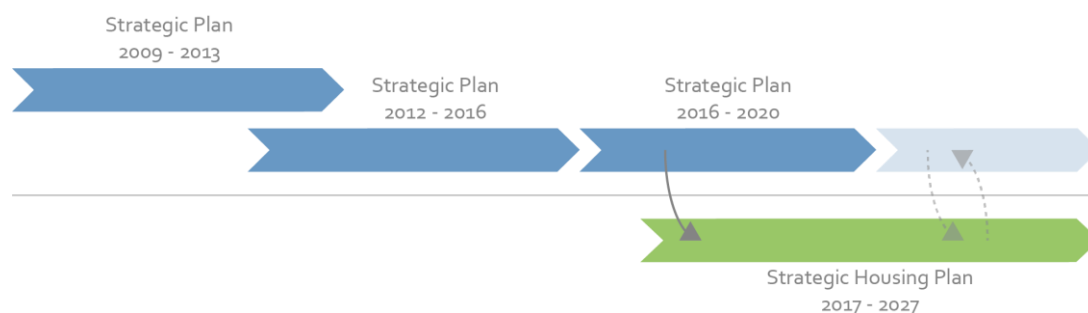 Strategic Plan
2009 - 2013
Strategic Plan
2012 - 2016
Strategic Plan
2016 - 2020
Strategic Housing Plan
2017 - 2027